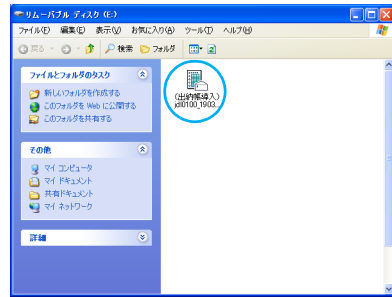 リムーバブル ディスク (E:)
ファイル(F) 編集(E) 表示(V) お気に入り(A) ツール(T) ヘルプ(H)
戻る 検索 フォルダ
ファイルとフォルダのタスク
新しいフォルダを作成する
このフォルダを Web に公開する
このフォルダを共有する
その他
マイ コンピュータ
マイ ドキュメント
共有ドキュメント
マイ ネットワーク
詳細
(出納帳導入)
jdl0100_1903...